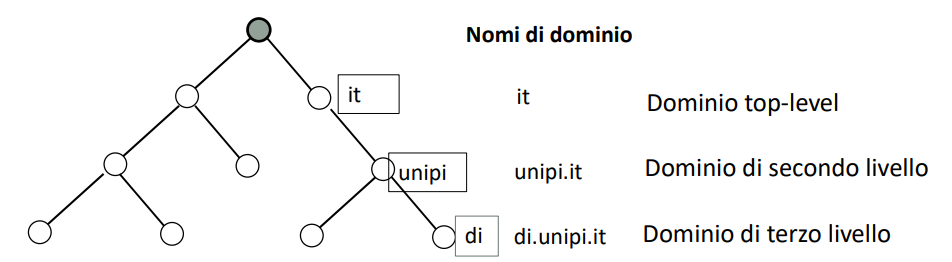 Nomi di dominio
it it Dominio top-level
unipi unipi.it Dominio di secondo livello
di di.unipi.it Dominio di terzo livello